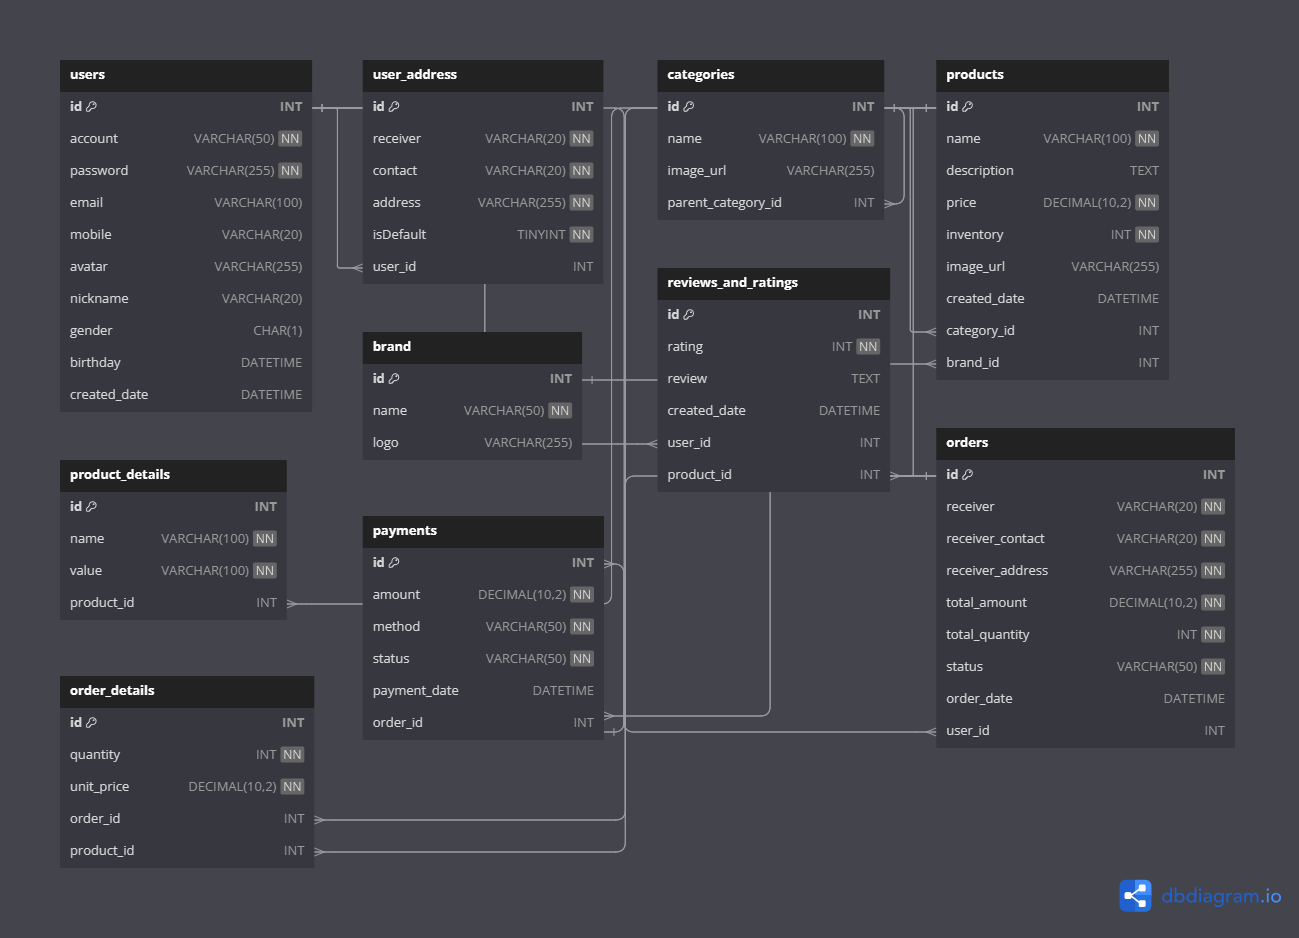 users
id INT
account VARCHAR(50) NN
password VARCHAR(255) NN
email VARCHAR(100)
mobile VARCHAR(20)
avatar VARCHAR(255)
nickname VARCHAR(20)
gender CHAR(1)
birthday DATETIME
created_date DATETIME
user_address
id INT
receiver VARCHAR(20) NN
contact VARCHAR(20) NN
address VARCHAR(255) NN
isDefault TINYINT NN
user_id INT
categories
id INT
name VARCHAR(100) NN
image_url VARCHAR(255)
parent_category_id INT
products
id INT
name VARCHAR(100) NN
description TEXT
price DECIMAL(10,2) NN
inventory INT NN
image_url VARCHAR(255)
created_date DATETIME
category_id INT
brand_id INT
reviews_and_ratings
id INT
rating INT NN
review TEXT
created_date DATETIME
user_id INT
product_id INT
brand
id INT
name VARCHAR(50) NN
logo VARCHAR(255)
orders
id INT
receiver VARCHAR(20) NN
receiver_contact VARCHAR(20) NN
receiver_address VARCHAR(255) NN
total_amount DECIMAL(10,2) NN
total_quantity INT NN
status VARCHAR(50) NN
order_date DATETIME
user_id INT
product_details
id INT
name VARCHAR(100) NN
value VARCHAR(100) NN
product_id INT
payments
id INT
amount DECIMAL(10,2) NN
method VARCHAR(50) NN
status VARCHAR(50) NN
payment_date DATETIME
order_id INT
order_details
id INT
quantity INT NN
unit_price DECIMAL(10,2) NN
order_id INT
product_id INT
dbdiagram.io